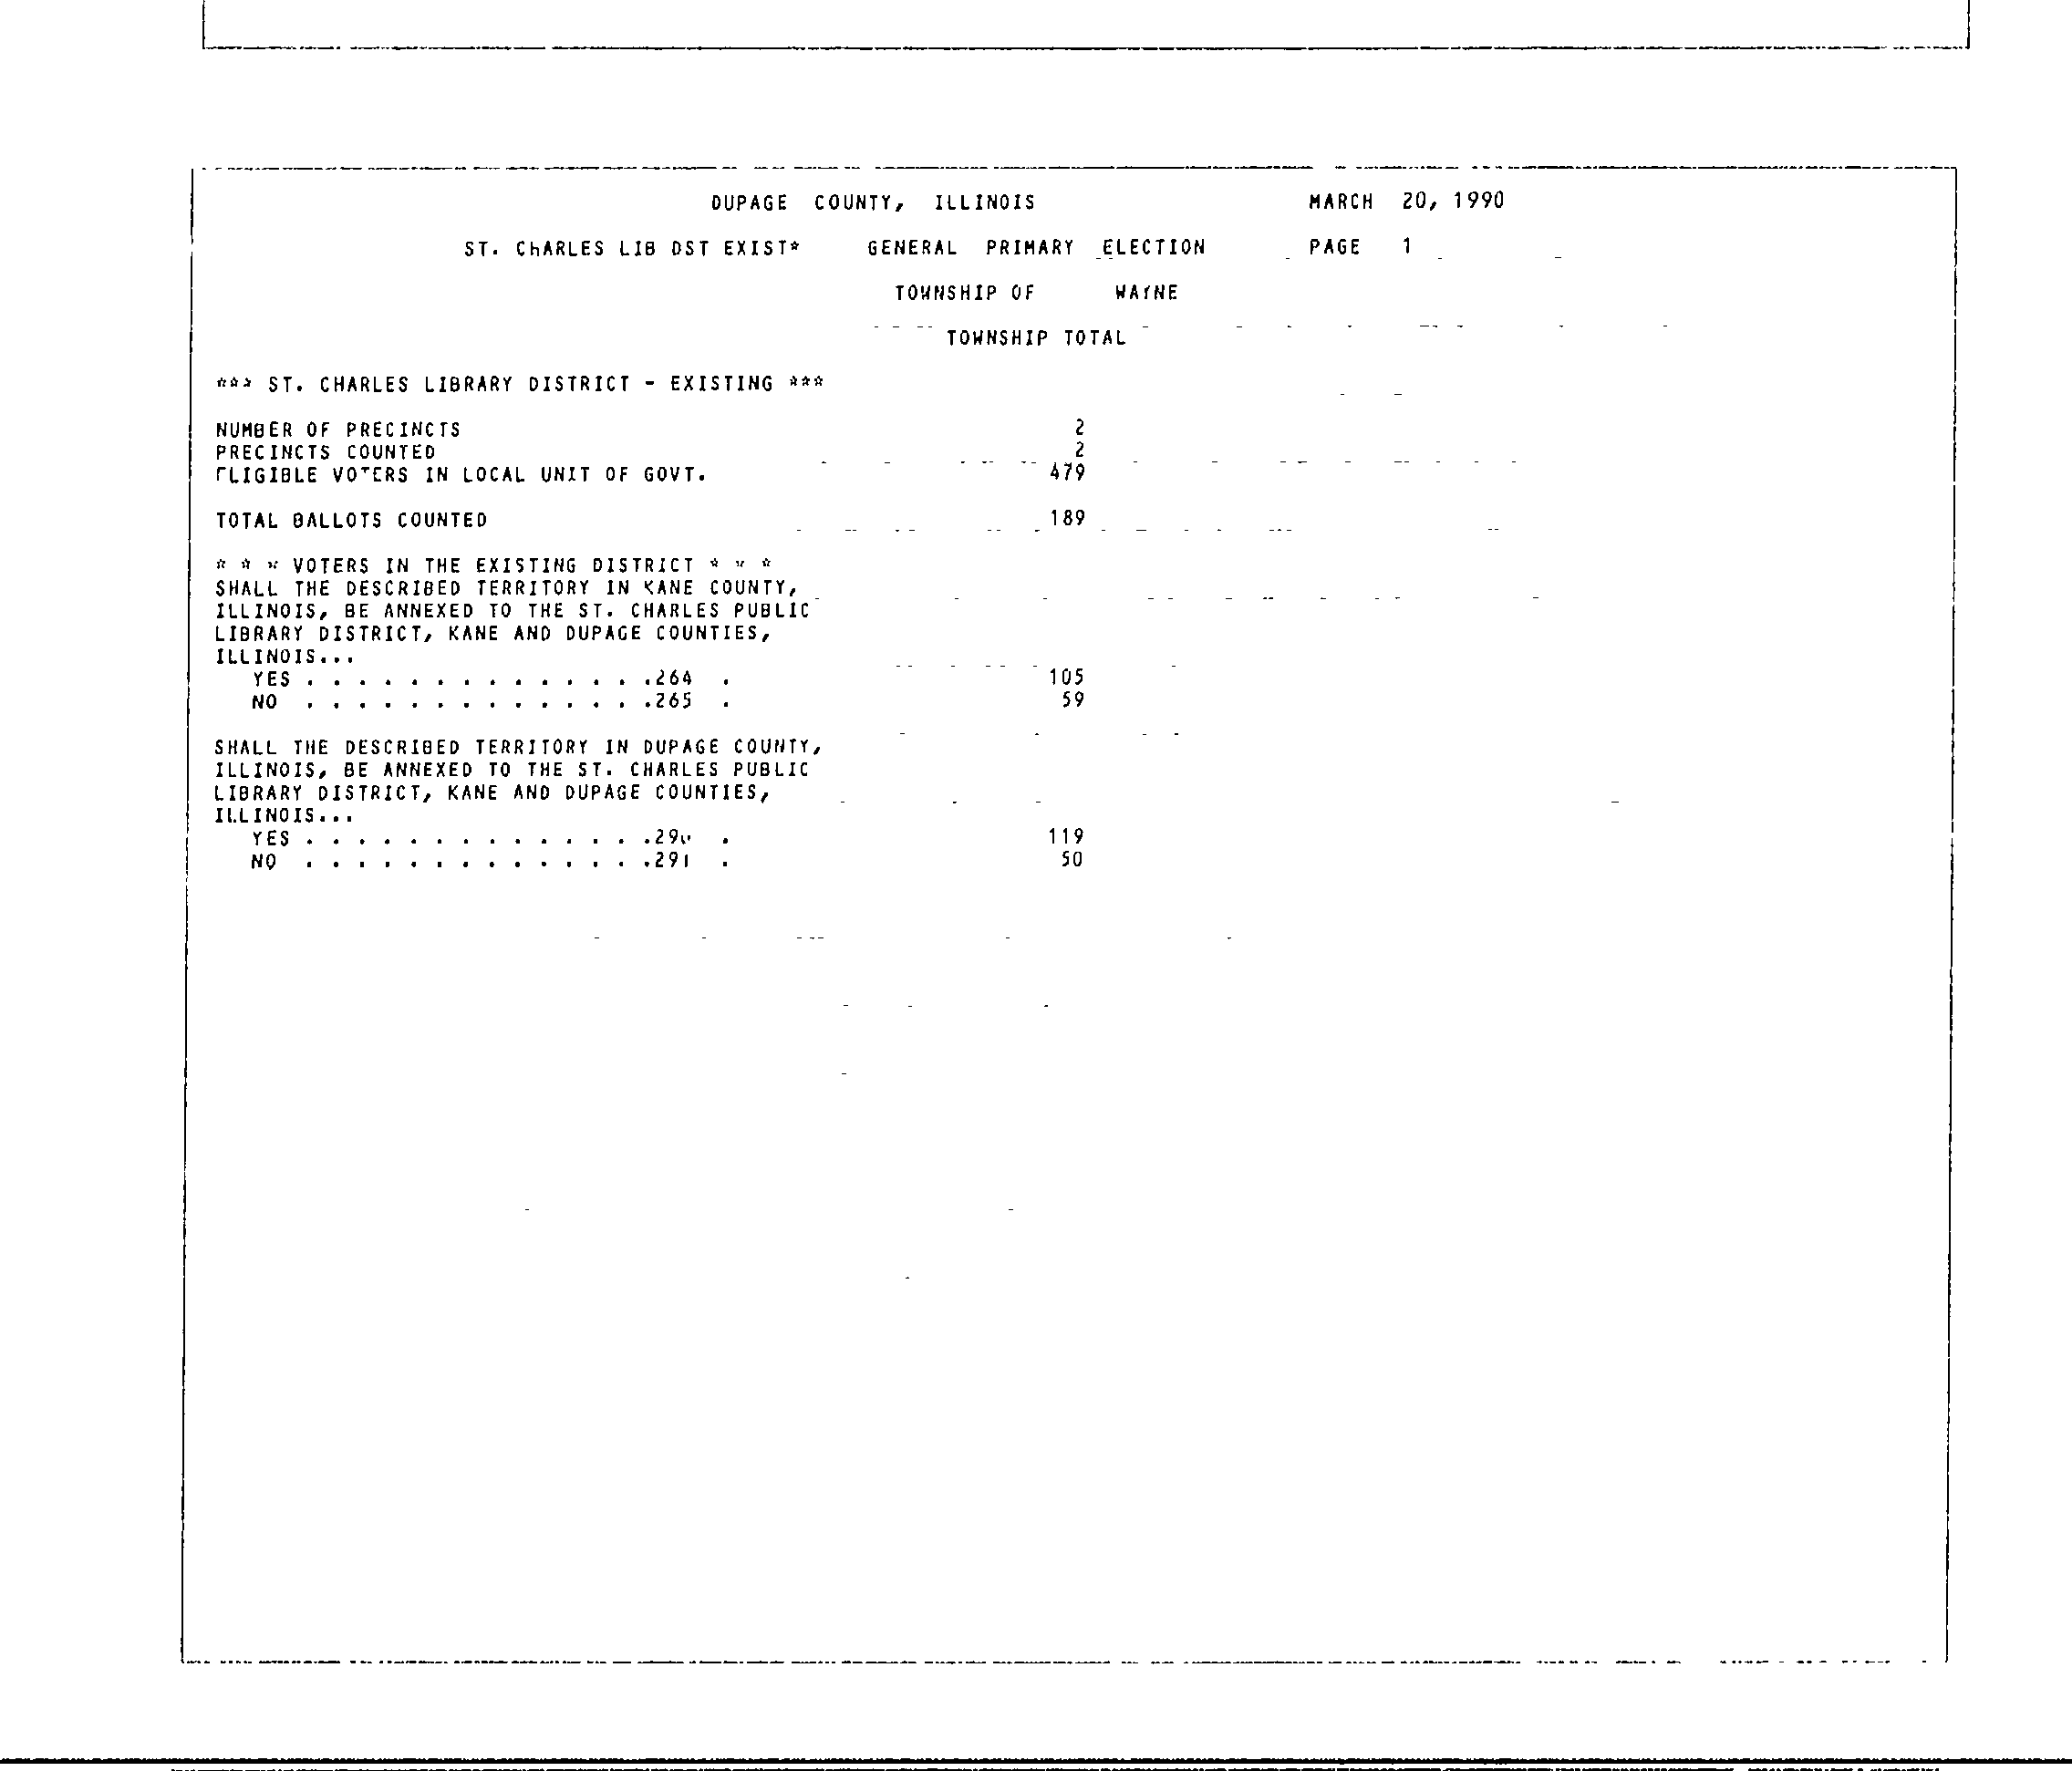 DUPAGE COUNTY, ILLINOIS MARCH 20, 1990
ST. CHARLES LIB DST EXIST* GENERAL PRIMARY ELECTION PAGE 1
TOWNSHIP OF WAYNE
TOWNSHIP TOTAL
*** ST. CHARLES LIBRARY DISTRICT - EXISTING ***
NUMBER OF PRECINCTS 2
PRECINCTS COUNTED 2
ELIGIBLE VOTERS IN LOCAL UNIT OF GOVT. 479
TOTAL BALLOTS COUNTED 189
* * * VOTERS IN THE EXISTING DISTRICT * * *
SHALL THE DESCRIBED TERRITORY IN KANE COUNTY,
ILLINOIS, BE ANNEXED TO THE ST. CHARLES PUBLIC
LIBRARY DISTRICT, KANE AND DUPAGE COUNTIES,
ILLINOIS...
YES . . . . . . . . . . . . . .264 . 105
NO . . . . . . . . . . . . . .265 . 59
SHALL THE DESCRIBED TERRITORY IN DUPAGE COUNTY,
ILLINOIS, BE ANNEXED TO THE ST. CHARLES PUBLIC
LIBRARY DISTRICT, KANE AND DUPAGE COUNTIES,
ILLINOIS...
YES . . . . . . . . . . . . . .290 . 119
NO . . . . . . . . . . . . . .291 . 50